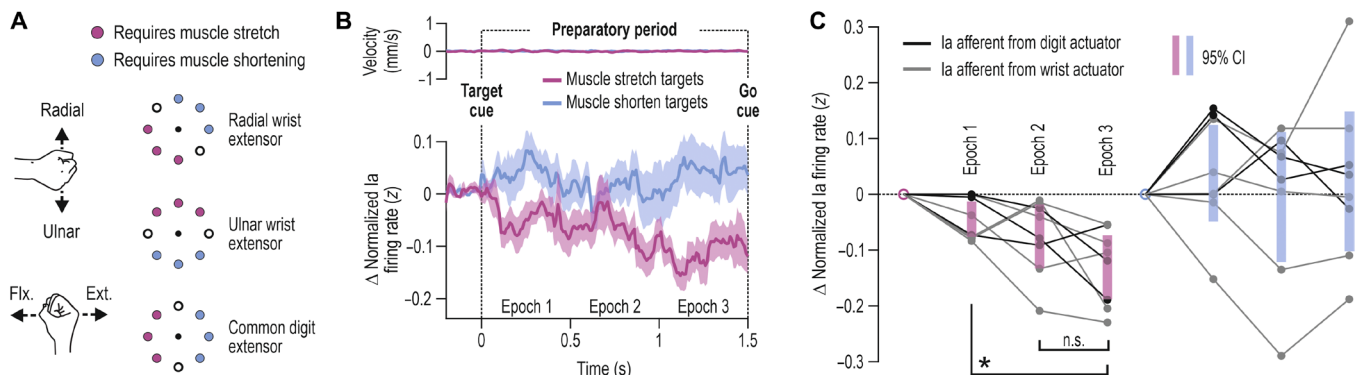 A
Requires muscle stretch
Requires muscle shortening
Radial
Ulnar
Flx.
Ext.
Radial wrist
extensor
Ulnar wrist
extensor
Common digit
extensor
B
Velocity
(mm/s)
1
0
−1
Preparatory period
Muscle stretch targets
Muscle shorten targets
Target
cue
Go
cue
Δ Normalized Ia
firing rate (z)
0.1
0
−0.1
−0.2
Epoch 1
Epoch 2
Epoch 3
0
0.5
1
1.5
Time (s)
C
Ia afferent from digit actuator
Ia afferent from wrist actuator
95% CI
Δ Normalized Ia firing rate (z)
0.3
0.2
0.1
0
−0.1
−0.2
−0.3
Epoch 1
Epoch 2
Epoch 3
n.s.
*